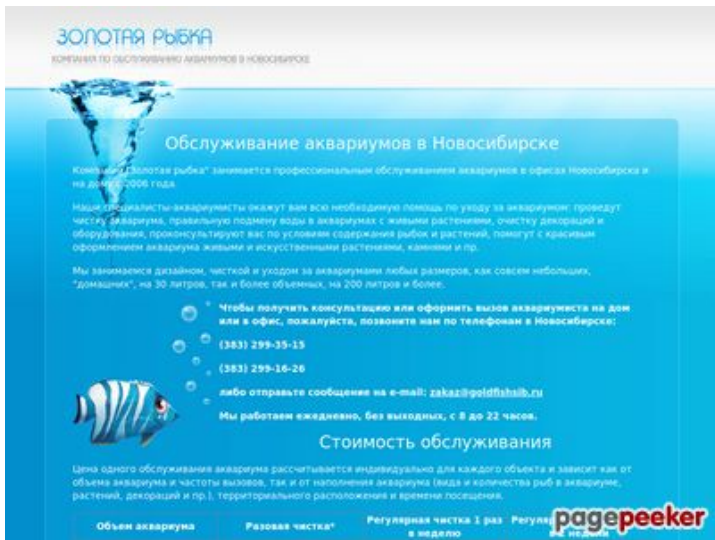 ЗОЛОТАЯ РЫБКА
КОМПАНИЯ ПО ОБСЛУЖИВАНИЮ АКВАРИУМОВ В НОВОСИБИРСКЕ
Обслуживание аквариумов в Новосибирске
Компания "Золотая рыбка" занимается профессиональным обслуживанием аквариумов в офисах Новосибирска и
на дому с 2006 года.
Наши специалисты-аквариумисты окажут вам всю необходимую помощь по уходу за аквариумом: проведут
чистку аквариума, правильную подмену воды в аквариумах с живыми растениями, очистку декораций и
оборудования, проконсультируют вас по условиям содержания рыбок и растений, помогут с красивым
оформлением аквариума живыми и искусственными растениями, камнями и пр.
Мы занимаемся дизайном, чисткой и уходом за аквариумами любых размеров, как совсем небольших,
"домашних", на 30 литров, так и более объемных, на 200 литров и более.
Чтобы получить консультацию или оформить вызов аквариумиста на дом
или в офис, пожалуйста, позвоните нам по телефонам в Новосибирске:
(383) 299-35-15
(383) 299-16-26
либо отправьте сообщение на e-mail: zakaz@goldfishsib.ru
Мы работаем ежедневно, без выходных, с 8 до 22 часов.
Стоимость обслуживания
Цена одного обслуживания аквариума рассчитывается индивидуально для каждого объекта и зависит как от
объема аквариума и частоты вызовов, так и от наполнения аквариума (вида и количества рыб в аквариуме,
растений, декораций и пр.), территориального расположения и времени посещения.
Объем аквариума Разовая чистка* Регулярная чистка 1 раз
в неделю
pagepeeker